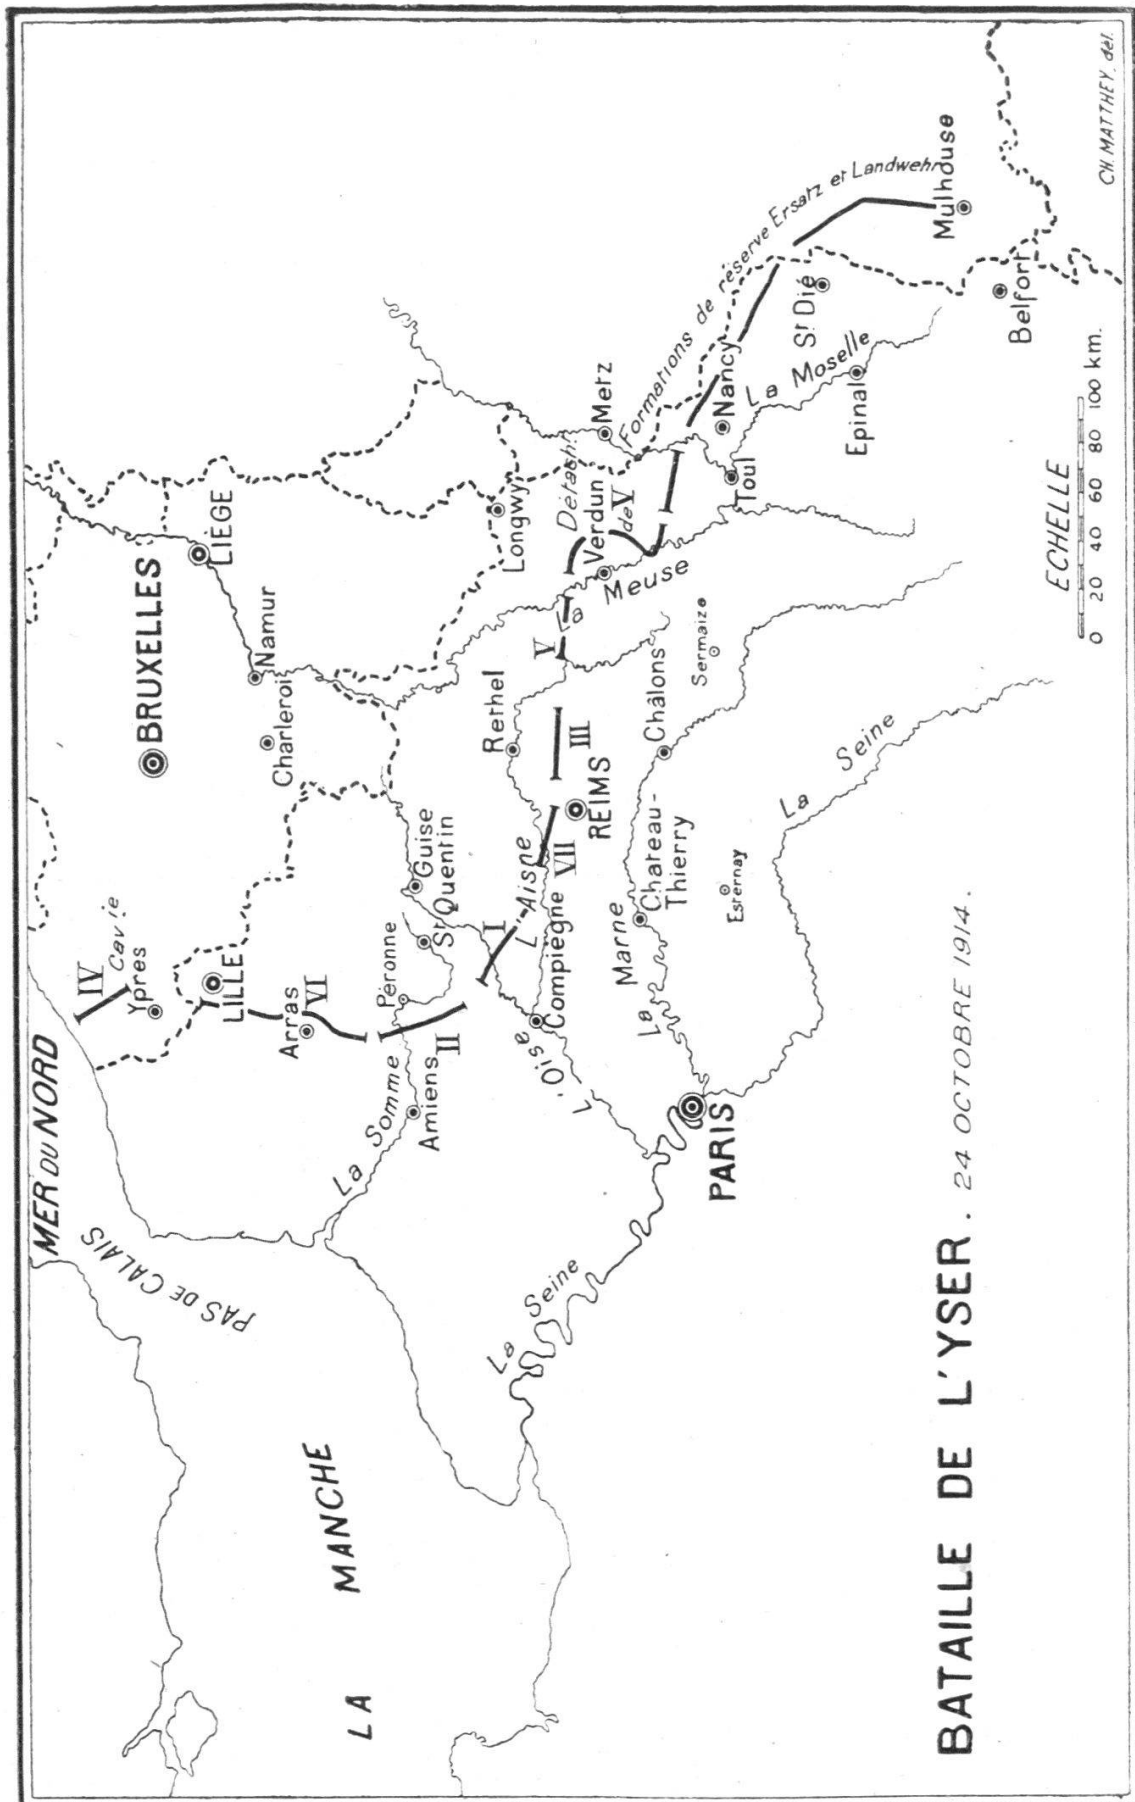 MER DU NORD
PAS DE CALAIS
LA MANCHE
IV
Cavie
Ypres
BRUXELLES
LIÈGE
LILLE
Namur
Charleroi
Arras
VI
Péronne
La Somme
Amiens
II
Guise
St Quentin
I
L'Aisne
VII
Compiègne
L'Oise
Rethel
III
REIMS
V
La Meuse
Longwy
Détach!
Verdun
de V
Metz
Formations de réserve Ersatz et Landwehr
La Marne
Chateau-
Thierry
Châlons
Sermaize
Esternay
PARIS
La Seine
La Seine
Toul
Nancy
La Moselle
St Dié
Epinal
Mulhouse
Belfort
BATAILLE DE L'YSER. 24 OCTOBRE 1914.
ECHELLE
0 20 40 60 80 100 km.
CH. MATTHEY. dél.